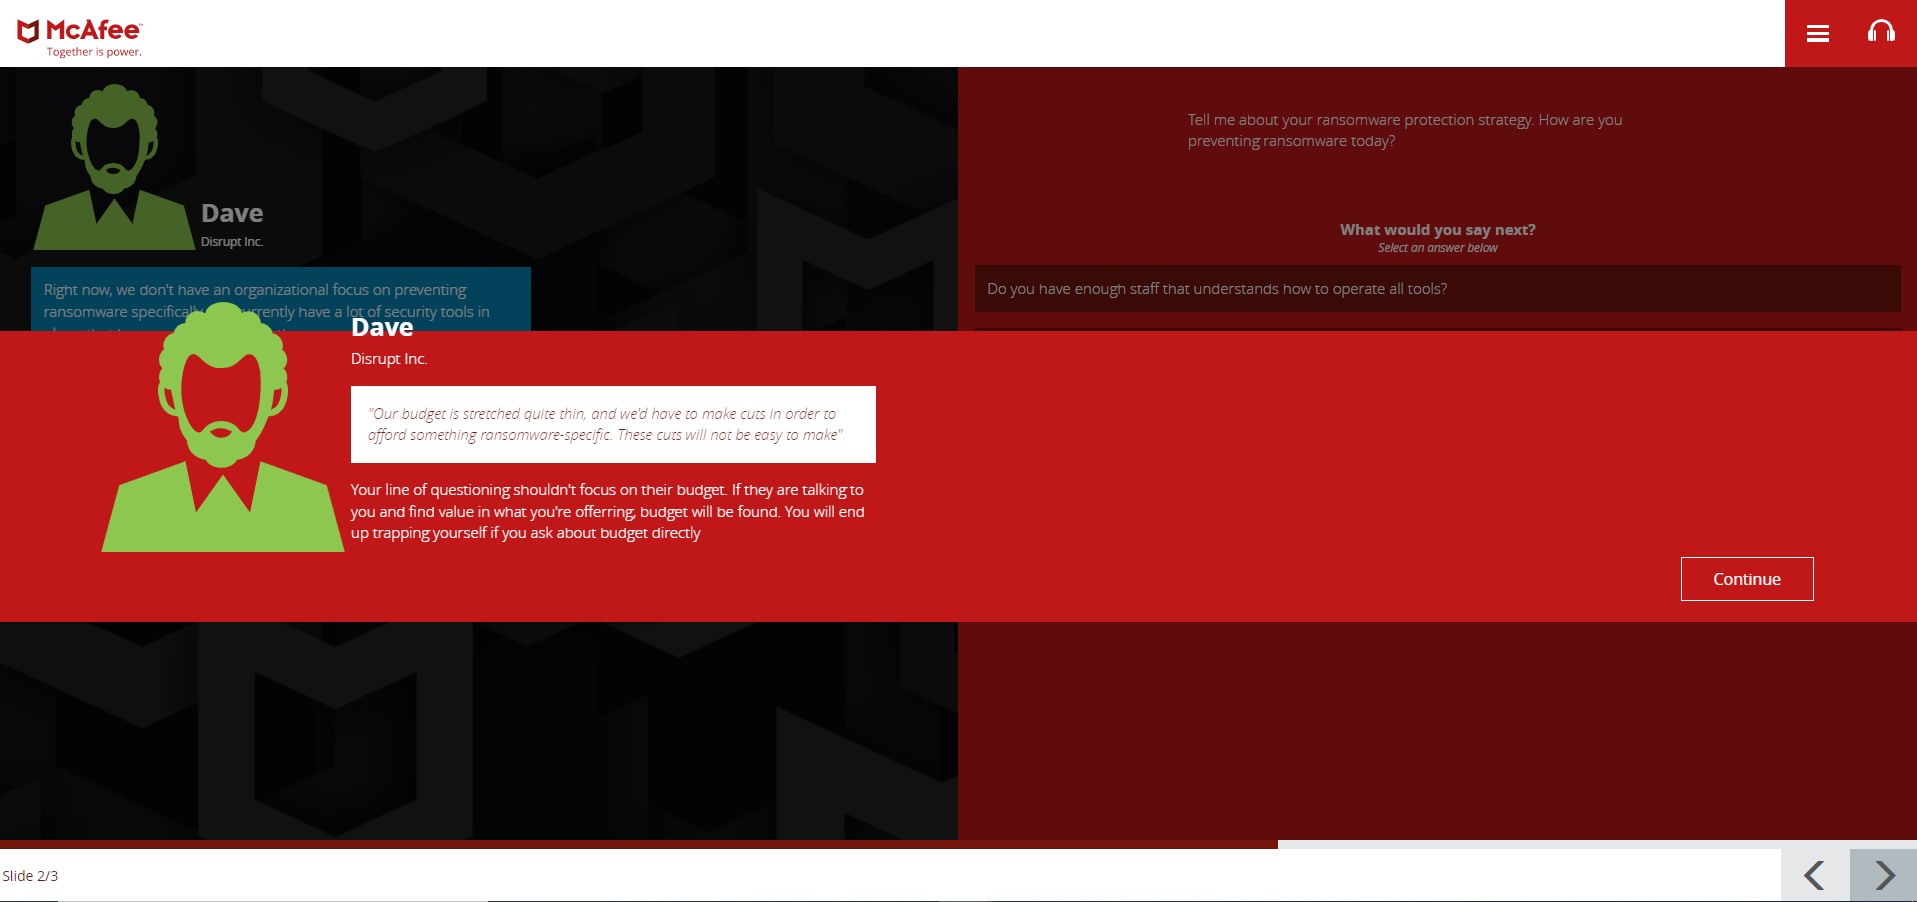 McAfee™
Together is power.
Tell me about your ransomware protection strategy. How are you
preventing ransomware today?
Dave
Disrupt Inc.
What would you say next?
Select an answer below
Right now, we don't have an organizational focus on preventing
ransomware specifically
currently have a lot of security tools in
Do you have enough staff that understands how to operate all tools?
Dave
Disrupt Inc.
"Our budget is stretched quite thin, and we'd have to make cuts in order to
afford something ransomware-specific. These cuts will not be easy to make"
Your line of questioning shouldn't focus on their budget. If they are talking to
you and find value in what you're offerring, budget will be found. You will end
up trapping yourself if you ask about budget directly
Continue
Slide 2/3